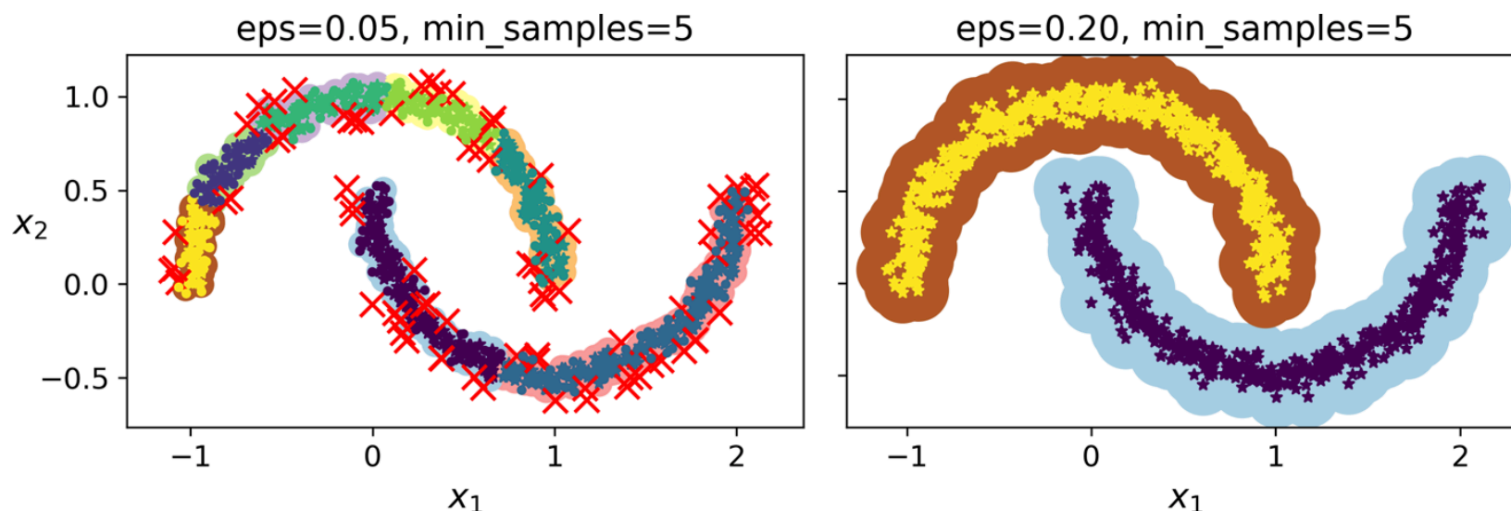 eps=0.05, min_samples=5
eps=0.20, min_samples=5
1.0
0.5
0.0
−0.5
x₂
−1 0 1 2
−1 0 1 2
x₁
x₁